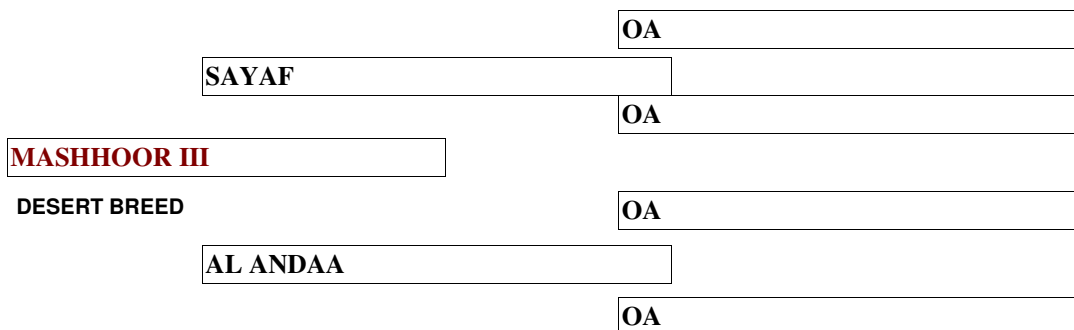 OA
SAYAF
OA
MASHHOOR III
DESERT BREED
OA
AL ANDAA
OA